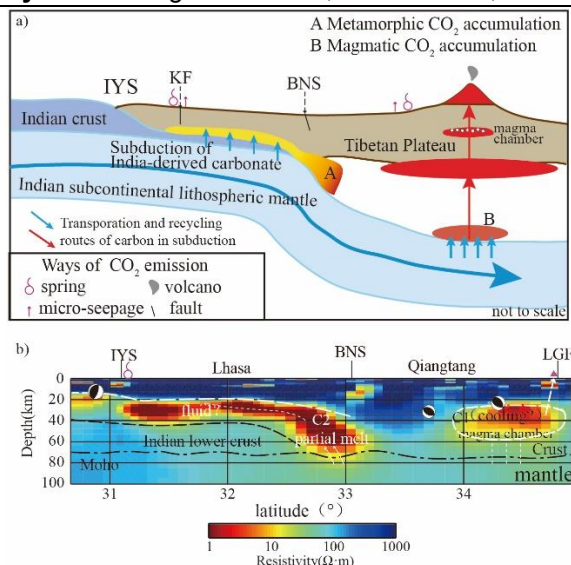 a)
A Metamorphic CO₂ accumulation
B Magmatic CO₂ accumulation
IYS
KF
BNS
Indian crust
magma
chamber
Subduction of
India-derived carbonate
Tibetan Plateau
A
Indian subcontinental lithospheric mantle
B
Transporation and recycling
routes of carbon in subduction
Ways of CO₂ emission
spring
volcano
micro-seepage
fault
not to scale
b)
IYS
Lhasa
BNS
Qiangtang
Depth(km)
0
20
40
60
80
100
fluid?
C2
partial melt
C1(cooling?)
magma chamber
Indian lower crust
Moho
Crust
mantle
31
32
33
34
latitude (°)
1
10
100
1000
Resistivity(Ω·m)